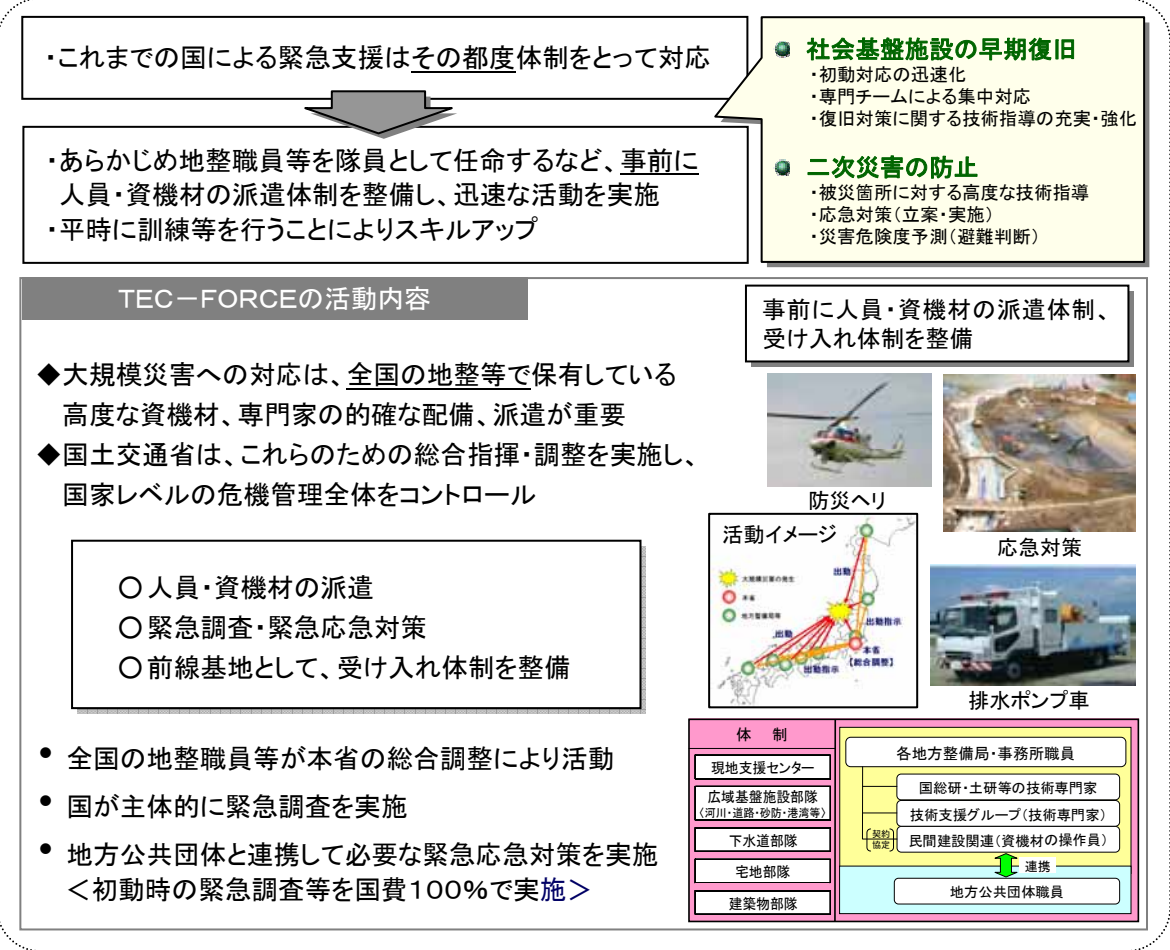 ・これまでの国による緊急支援はその都度体制をとって対応
・あらかじめ地整職員等を隊員として任命するなど、事前に
人員・資機材の派遣体制を整備し、迅速な活動を実施
・平時に訓練等を行うことによりスキルアップ
社会基盤施設の早期復旧
・初動対応の迅速化
・専門チームによる集中対応
・復旧対策に関する技術指導の充実・強化
二次災害の防止
・被災箇所に対する高度な技術指導
・応急対策（立案・実施）
・災害危険度予測（避難判断）
TEC－FORCEの活動内容
◆大規模災害への対応は、全国の地整等で保有している
高度な資機材、専門家の的確な配備、派遣が重要
◆国土交通省は、これらのための総合指揮・調整を実施し、
国家レベルの危機管理全体をコントロール
○人員・資機材の派遣
○緊急調査・緊急応急対策
○前線基地として、受け入れ体制を整備
• 全国の地整職員等が本省の総合調整により活動
• 国が主体的に緊急調査を実施
• 地方公共団体と連携して必要な緊急応急対策を実施
＜初動時の緊急調査等を国費１００％で実施＞
事前に人員・資機材の派遣体制、
受け入れ体制を整備
防災ヘリ
応急対策
活動イメージ
大規模災害の発生
本省
地方整備局等
出動
出動指示
出動
本省
【総合調整】
出動指示
排水ポンプ車
体 制
現地支援センター
広域基盤施設部隊
（河川・道路・砂防・港湾等）
下水道部隊
宅地部隊
建築物部隊
各地方整備局・事務所職員
国総研・土研等の技術専門家
技術支援グループ（技術専門家）
契約
協定
民間建設関連（資機材の操作員）
連携
地方公共団体職員